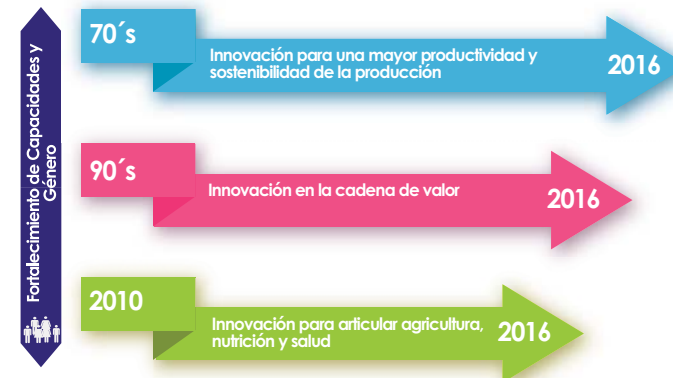 Fortalecimiento de Capacidades y
Género
70´s
Innovación para una mayor productividad y
sostenibilidad de la producción
2016
90´s
Innovación en la cadena de valor
2016
2010
Innovación para articular agricultura,
nutrición y salud
2016